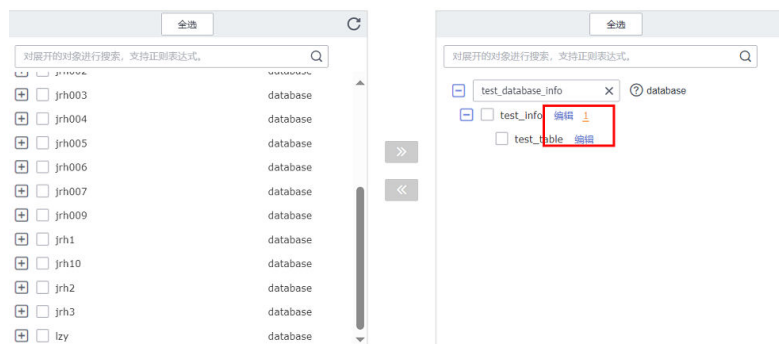 全选
对展开的对象进行搜索，支持正则表达式。
jrh002 database
jrh003 database
jrh004 database
jrh005 database
jrh006 database
jrh007 database
jrh009 database
jrh1 database
jrh10 database
jrh2 database
jrh3 database
lzy database
全选
对展开的对象进行搜索，支持正则表达式。
test_database_info database
test_info 编辑 1
test_table 编辑